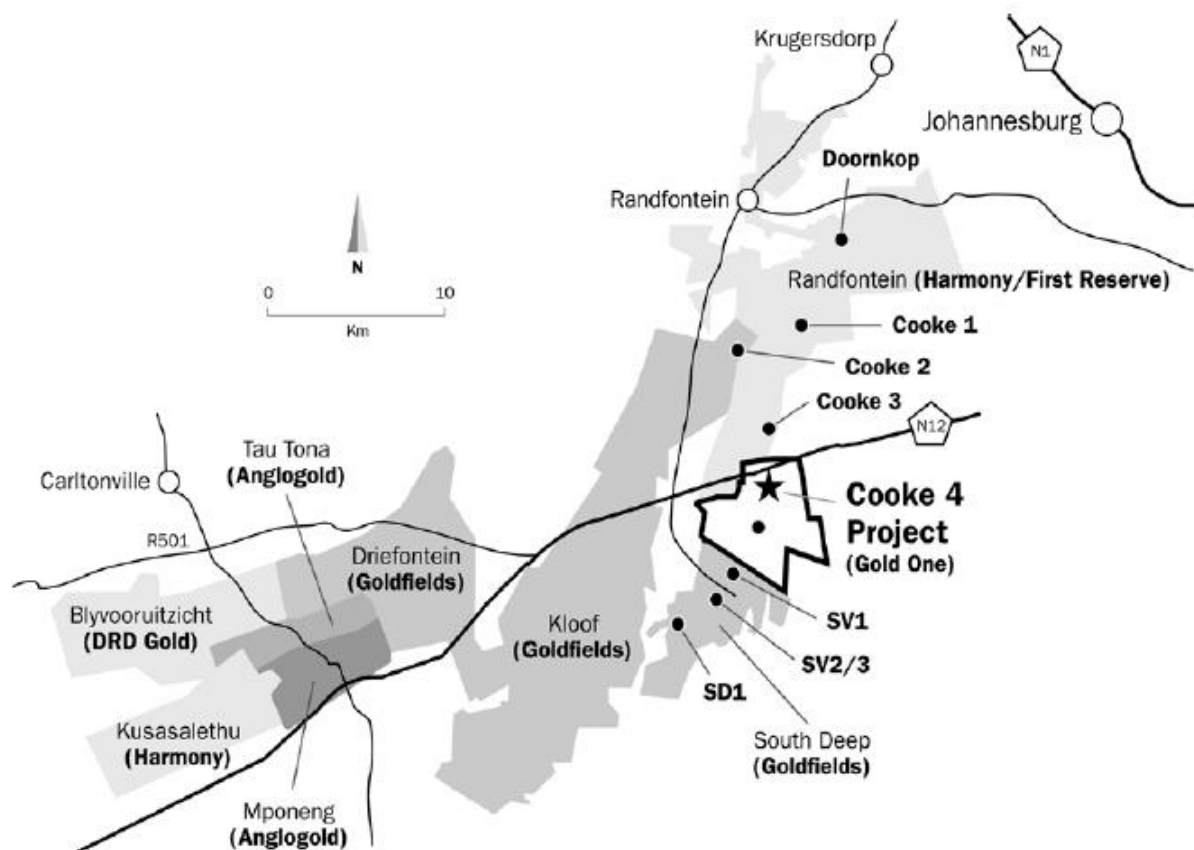 Krugersdorp
N1
Johannesburg
Doornkop
Randfontein
N
0 10
Km
Randfontein (Harmony/First Reserve)
Cooke 1
Cooke 2
Cooke 3
N12
Tau Tona
(Anglogold)
Carltonville
Cooke 4
Project
(Gold One)
R501
Driefontein
(Goldfields)
Blyvooruitzicht
(DRD Gold)
Kloof
(Goldfields)
SV1
SV2/3
SD1
Kusasalethu
(Harmony)
South Deep
(Goldfields)
Mponeng
(Anglogold)